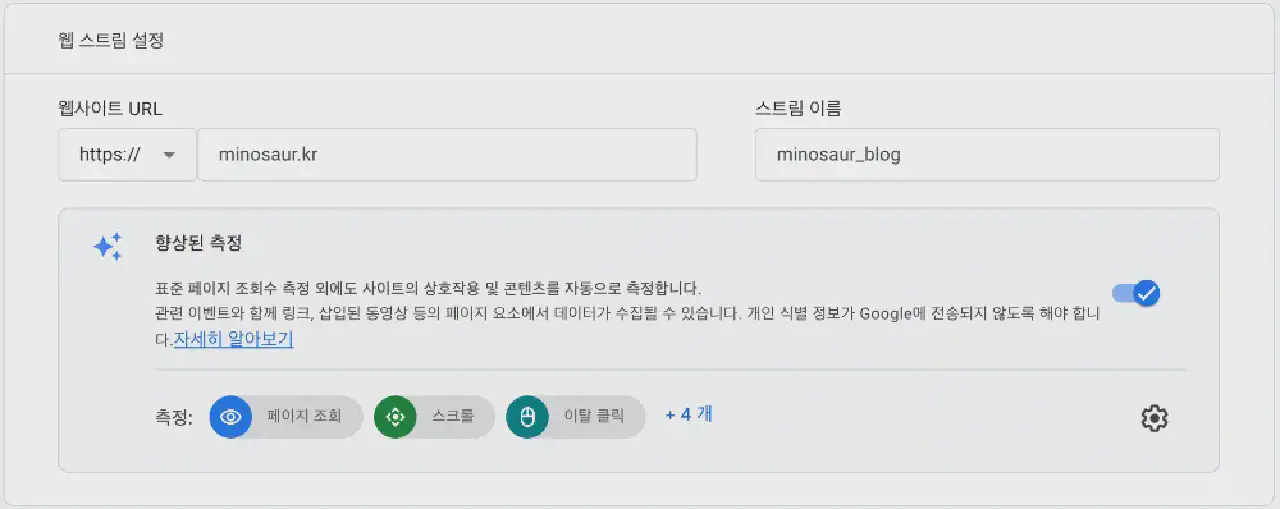 웹 스트림 설정
웹사이트 URL
스트림 이름
https://
minosaur.kr
minosaur_blog
향상된 측정
표준 페이지 조회수 측정 외에도 사이트의 상호작용 및 콘텐츠를 자동으로 측정합니다.
관련 이벤트와 함께 링크, 삽입된 동영상 등의 페이지 요소에서 데이터가 수집될 수 있습니다. 개인 식별 정보가 Google에 전송되지 않도록 해야 합니
다.자세히 알아보기
측정: 페이지 조회 스크롤 이탈 클릭 + 4 개